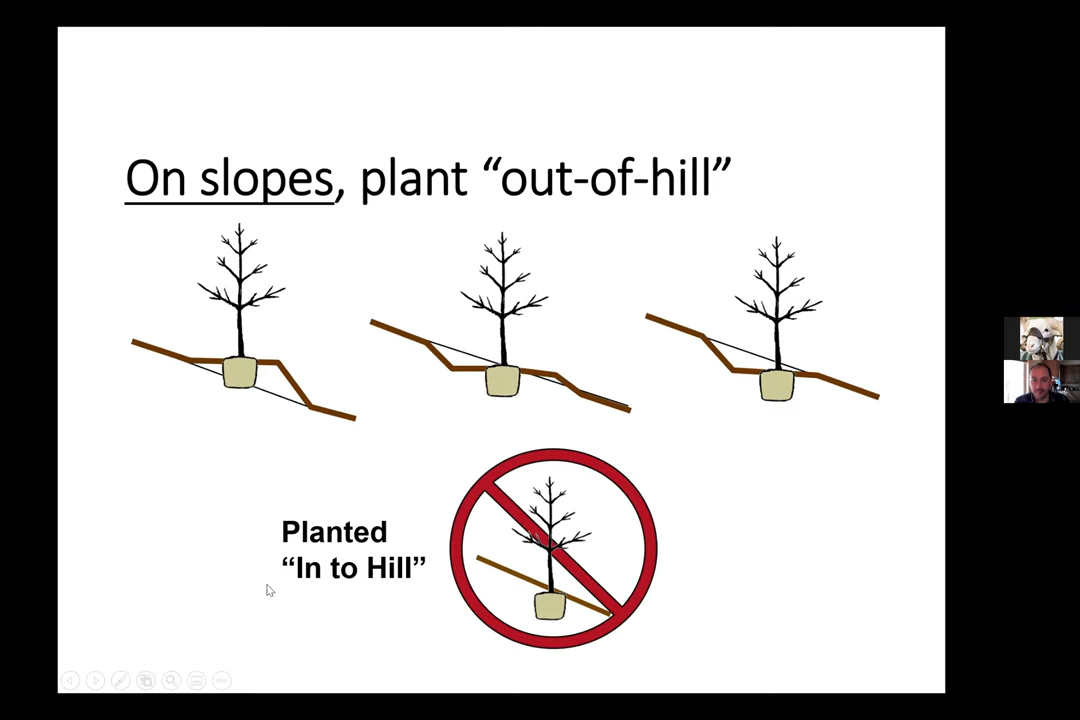 On slopes, plant “out-of-hill”
Planted
“In to Hill”